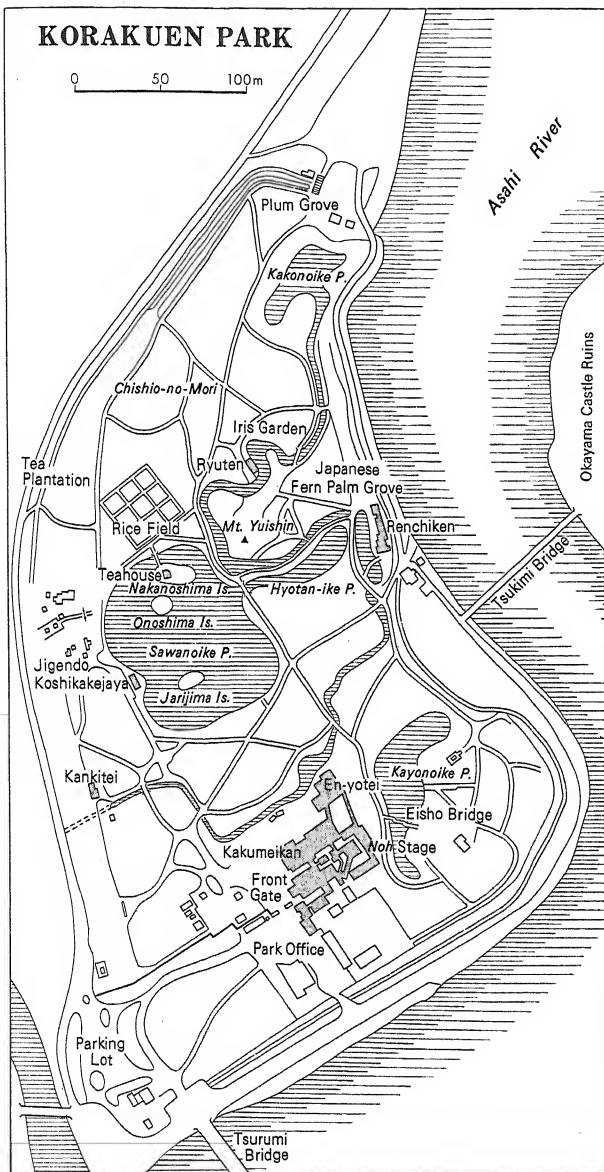 KORAKUEN PARK
0 50 100m
Asahi River
Plum Grove
Kakonoike P.
Okayama Castle Ruins
Chishio-no-Mori
Iris Garden
Ryuten
Japanese
Fern Palm Grove
Tea
Plantation
Rice Field
Mt. Yuishin
Renchiken
Tsukimi Bridge
Teahouse
Nakanoshima Is.
Hyotan-ike P.
Onoshima Is.
Sawanoike P.
Jigendo
Koshikakejaya
Jarijima Is.
Kankitei
Kayonoike P.
En-yotei
Eisho Bridge
Kakumeikan
Noh Stage
Front
Gate
Park Office
Parking
Lot
Tsurumi
Bridge